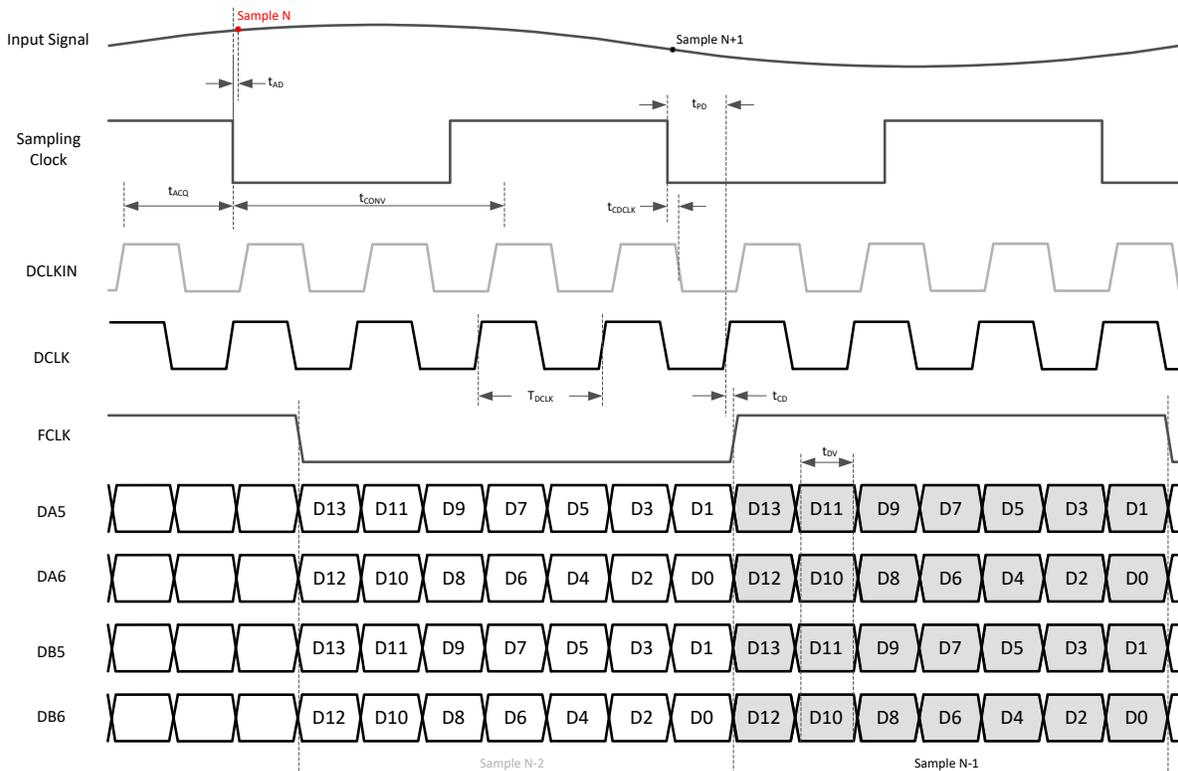 Sample N
Input Signal
Sample N+1
tAD
tPD
Sampling
Clock
tACQ
tCONV
tCDCLK
DCLKIN
DCLK
TDCLK
tCD
FCLK
tDV
DA5 D13 D11 D9 D7 D5 D3 D1 D13 D11 D9 D7 D5 D3 D1
DA6 D12 D10 D8 D6 D4 D2 D0 D12 D10 D8 D6 D4 D2 D0
DB5 D13 D11 D9 D7 D5 D3 D1 D13 D11 D9 D7 D5 D3 D1
DB6 D12 D10 D8 D6 D4 D2 D0 D12 D10 D8 D6 D4 D2 D0
Sample N-2 Sample N-1